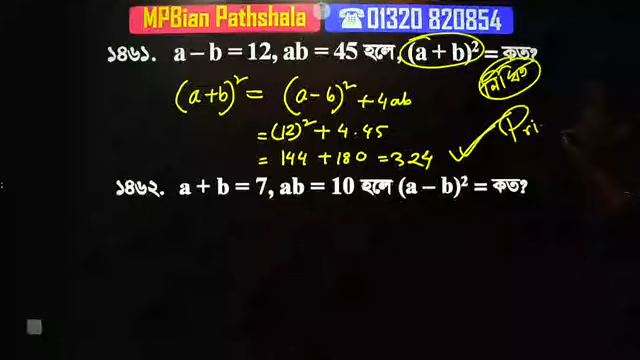 MPBian Pathshala ☎01320 820854
১৪৬১. a – b = 12, ab = 45 হলে, (a + b)² = কত?
(a+b)² = (a-b)² + 4ab
লিখিত
= (12)² + 4.45
Pri
= 144 + 180 = 324
১৪৬২. a + b = 7, ab = 10 হলে (a – b)² = কত?